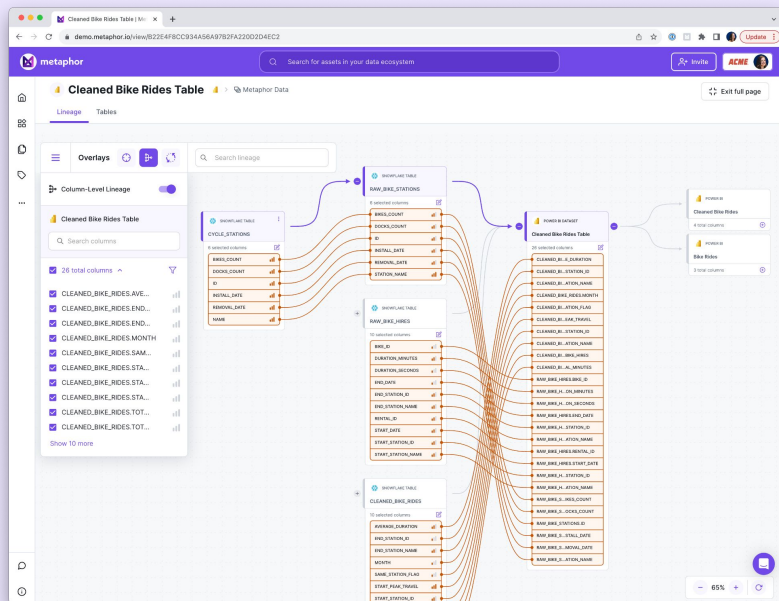 Cleaned Bike Rides Table | Me
demo.metaphor.io/view/B22E4F8CC934A56A97B2FA220D2D4EC2
Update
metaphor
Search for assets in your data ecosystem
Invite
ACME
Cleaned Bike Rides Table
Metaphor Data
Exit full page
Lineage
Tables
Overlays
Search lineage
Column-Level Lineage
Cleaned Bike Rides Table
Search columns
26 total columns
CLEANED_BIKE_RIDES.AVE...
CLEANED_BIKE_RIDES.END...
CLEANED_BIKE_RIDES.END...
CLEANED_BIKE_RIDES.MONTH
CLEANED_BIKE_RIDES.SAM...
CLEANED_BIKE_RIDES.STA...
CLEANED_BIKE_RIDES.STA...
CLEANED_BIKE_RIDES.STA...
CLEANED_BIKE_RIDES.TOT...
CLEANED_BIKE_RIDES.TOT...
Show 10 more
SNOWFLAKE TABLE
CYCLE_STATIONS
6 selected columns
BIKES_COUNT
DOCKS_COUNT
ID
INSTALL_DATE
REMOVAL_DATE
NAME
SNOWFLAKE TABLE
RAW_BIKE_STATIONS
6 selected columns
BIKES_COUNT
DOCKS_COUNT
ID
INSTALL_DATE
REMOVAL_DATE
STATION_NAME
SNOWFLAKE TABLE
RAW_BIKE_HIRES
10 selected columns
BIKE_ID
DURATION_MINUTES
DURATION_SECONDS
END_DATE
END_STATION_ID
END_STATION_NAME
RENTAL_ID
START_DATE
START_STATION_ID
START_STATION_NAME
SNOWFLAKE TABLE
CLEANED_BIKE_RIDES
10 selected columns
AVERAGE_DURATION
END_STATION_ID
END_STATION_NAME
MONTH
SAME_STATION_FLAG
START_PEAK_TRAVEL
START_STATION_ID
POWER BI DATASET
Cleaned Bike Rides Table
26 selected columns
CLEANED_BI...E_DURATION
CLEANED_BI...STATION_ID
CLEANED_BI...ATION_NAME
CLEANED_BIKE_RIDES.MONTH
CLEANED_BI...ATION_FLAG
CLEANED_BI...EAK_TRAVEL
CLEANED_BI...STATION_ID
CLEANED_BI...ATION_NAME
CLEANED_BI...BIKE_HIRES
CLEANED_BI...AL_MINUTES
RAW_BIKE_HIRES.BIKE_ID
RAW_BIKE_H...ON_MINUTES
RAW_BIKE_H...ON_SECONDS
RAW_BIKE_HIRES.END_DATE
RAW_BIKE_H...STATION_ID
RAW_BIKE_H...ATION_NAME
RAW_BIKE_HIRES.RENTAL_ID
RAW_BIKE_HIRES.START_DATE
RAW_BIKE_H...STATION_ID
RAW_BIKE_H...ATION_NAME
RAW_BIKE_S...IKES_COUNT
RAW_BIKE_S...OCKS_COUNT
RAW_BIKE_STATIONS.ID
RAW_BIKE_S...STALL_DATE
RAW_BIKE_S...MOVAL_DATE
RAW_BIKE_S...ATION_NAME
POWER BI
Cleaned Bike Rides
4 total columns
POWER BI
Bike Rides
3 total columns
65%